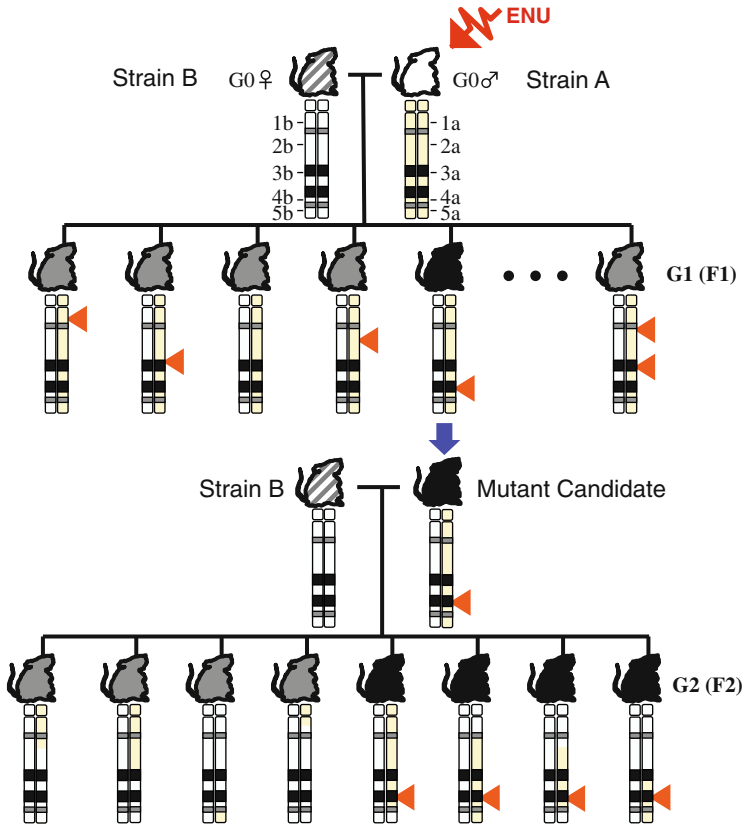 ENU
Strain B G0♀ G0♂ Strain A
1b 1a
2b 2a
3b 3a
4b 4a
5b 5a
G1 (F1)
Strain B Mutant Candidate
G2 (F2)